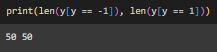 print(len(y[y == -1]), len(y[y == 1]))
50 50